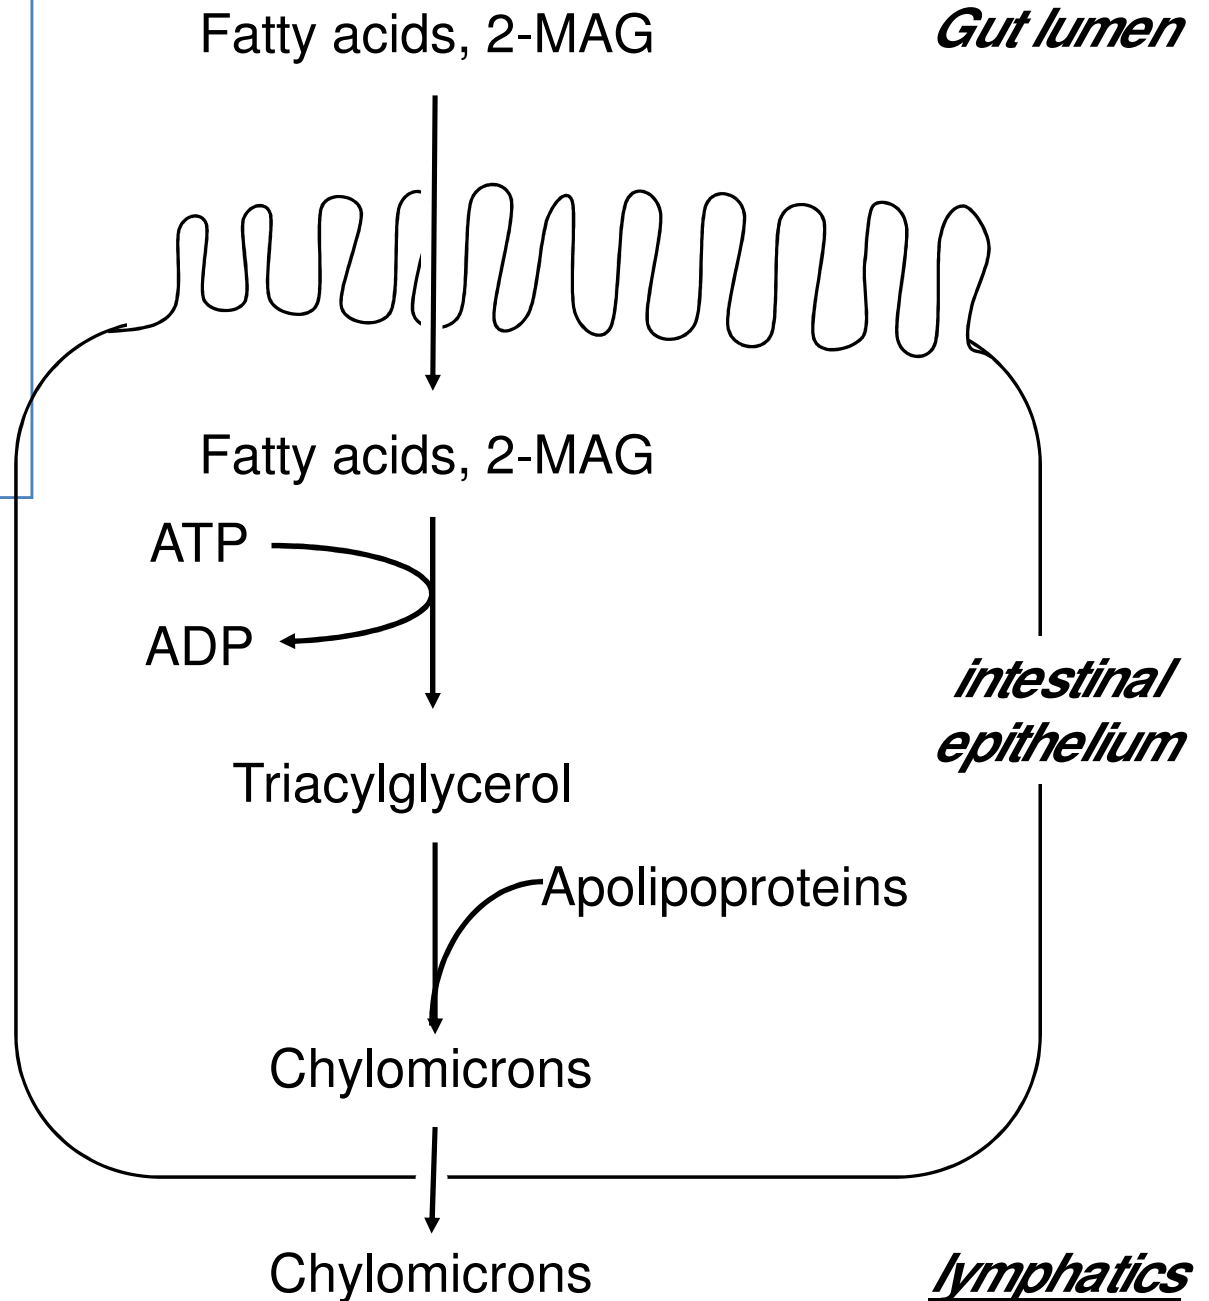 Fatty acids, 2-MAG
Gut lumen
Fatty acids, 2-MAG
ATP
ADP
intestinal
epithelium
Triacylglycerol
Apolipoproteins
Chylomicrons
Chylomicrons
lymphatics